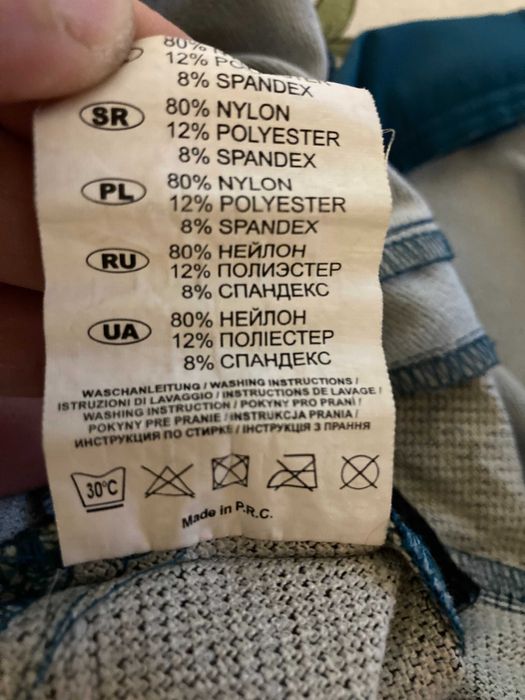 80%
12%
8% SPANDEX
SR 80% NYLON
12% POLYESTER
8% SPANDEX
PL 80% NYLON
12% POLYESTER
8% SPANDEX
RU 80% НЕЙЛОН
12% ПОЛИЭСТЕР
8% СПАНДЕКС
UA 80% НЕЙЛОН
12% ПОЛІЕСТЕР
8% СПАНДЕКС
WASCHANLEITUNG / WASHING INSTRUCTIONS /
ISTRUZIONI DI LAVAGGIO / INSTRUCTIONS DE LAVAGE /
WASHING INSTRUCTION / POKYNY PRO PRANÍ /
POKYNY PRE PRANIE / INSTRUKCJA PRANIA /
ИНСТРУКЦИЯ ПО СТИРКЕ / ІНСТРУКЦІЯ З ПРАННЯ
30°C
Made in P.R.C.